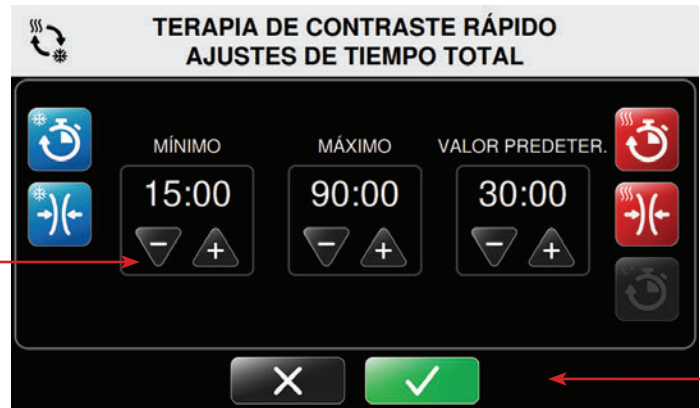 TERAPIA DE CONTRASTE RÁPIDO
AJUSTES DE TIEMPO TOTAL
MÍNIMO MÁXIMO VALOR PREDETER.
15:00 90:00 30:00
− + − + − +